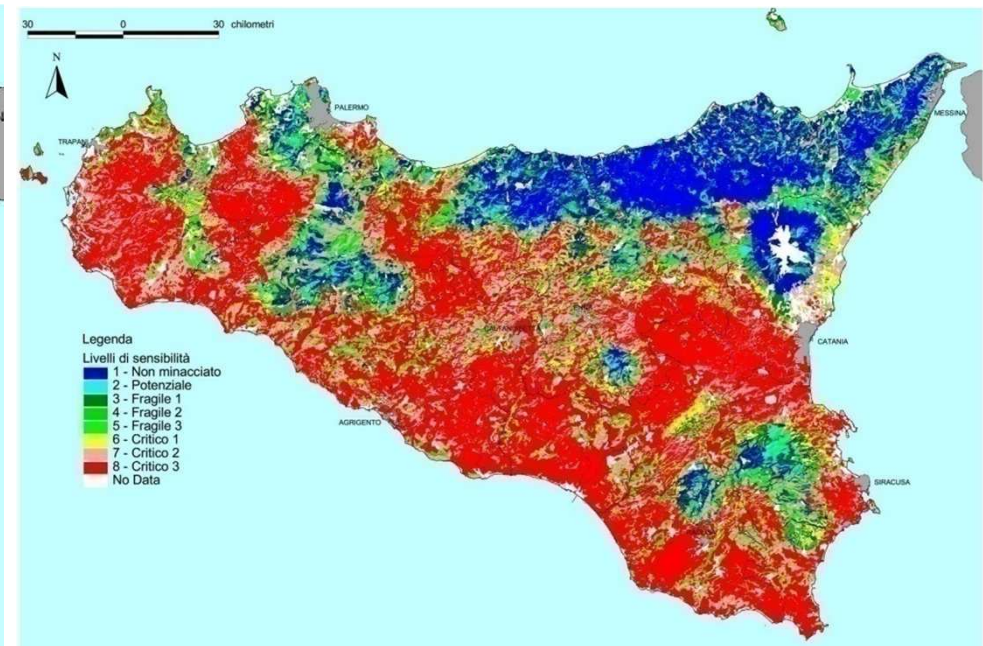 30 0 30 chilometri
N
PALERMO
MESSINA
TRAPANI
CALTANISSETTA
CATANIA
Legenda
Livelli di sensibilità
1 - Non minacciato
2 - Potenziale
3 - Fragile 1
4 - Fragile 2
5 - Fragile 3
6 - Critico 1
7 - Critico 2
8 - Critico 3
No Data
AGRIGENTO
SIRACUSA